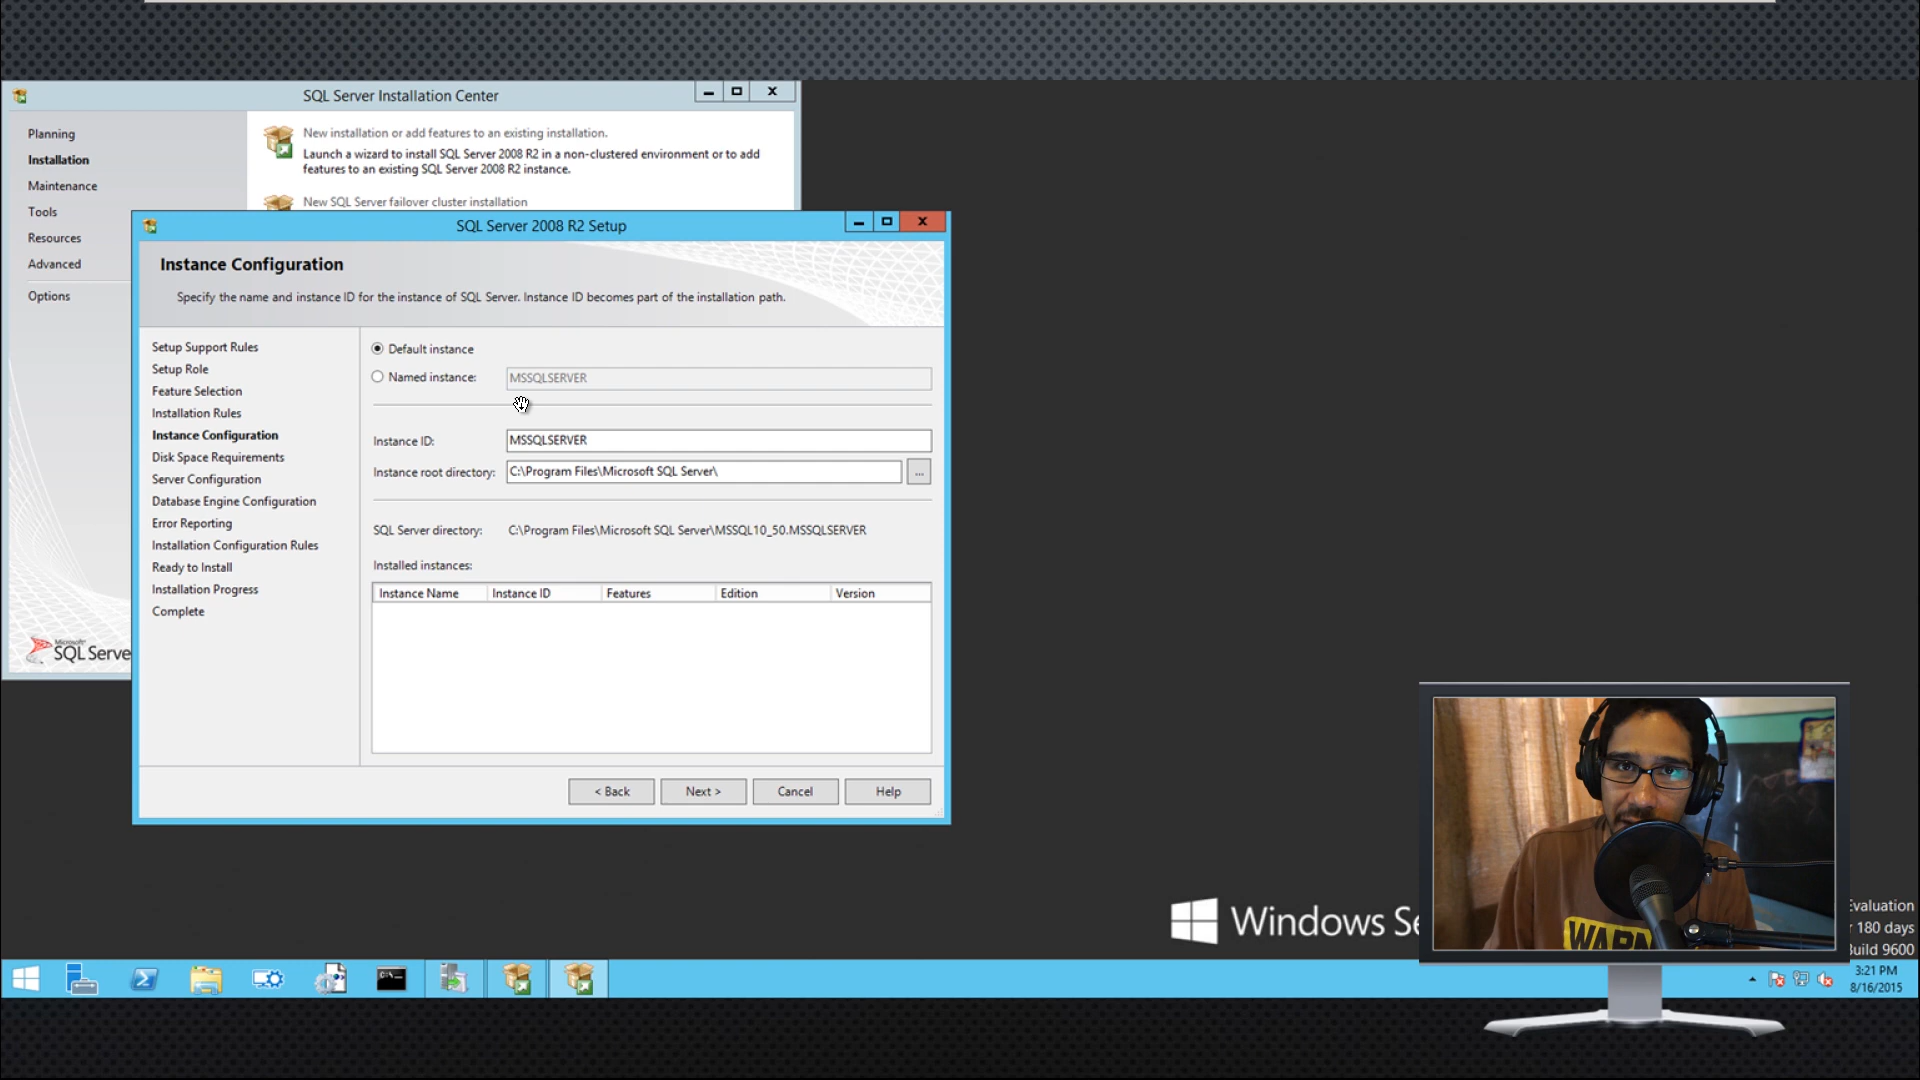 SQL Server Installation Center
Planning
Installation
Maintenance
Tools
Resources
Advanced
Options
New installation or add features to an existing installation.
Launch a wizard to install SQL Server 2008 R2 in a non-clustered environment or to add
features to an existing SQL Server 2008 R2 instance.
New SQL Server failover cluster installation
Microsoft
SQL Serve
SQL Server 2008 R2 Setup
Instance Configuration
Specify the name and instance ID for the instance of SQL Server. Instance ID becomes part of the installation path.
Setup Support Rules
Setup Role
Feature Selection
Installation Rules
Instance Configuration
Disk Space Requirements
Server Configuration
Database Engine Configuration
Error Reporting
Installation Configuration Rules
Ready to Install
Installation Progress
Complete
Default instance
Named instance: MSSQLSERVER
Instance ID: MSSQLSERVER
Instance root directory: C:\Program Files\Microsoft SQL Server\ ...
SQL Server directory: C:\Program Files\Microsoft SQL Server\MSSQL10_50.MSSQLSERVER
Installed instances:
Instance Name Instance ID Features Edition Version
< Back Next > Cancel Help
Windows Se
Evaluation
r 180 days
Build 9600
WARN
3:21 PM
8/16/2015